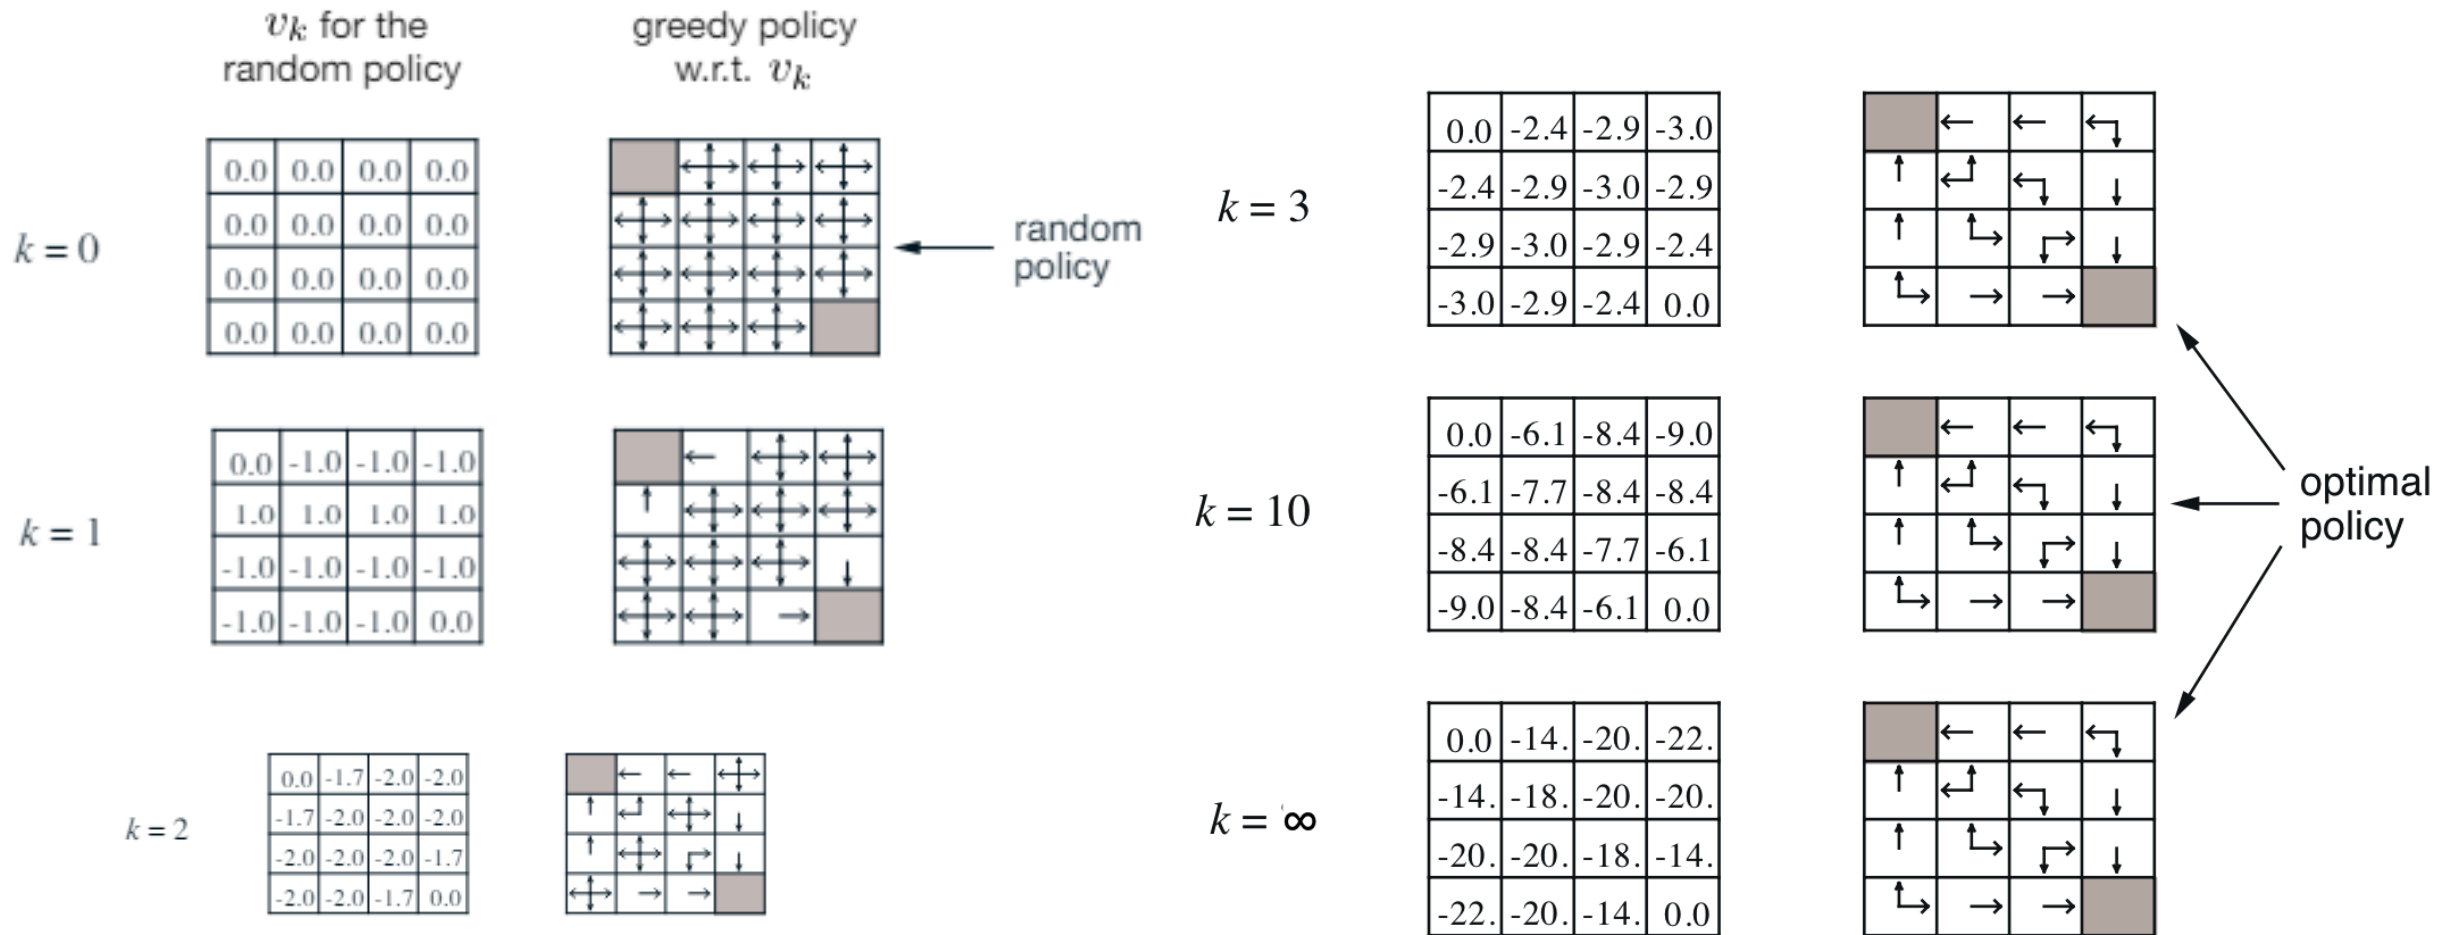 v_k for the
random policy
greedy policy
w.r.t. v_k
k = 0
0.0 0.0 0.0 0.0
0.0 0.0 0.0 0.0
0.0 0.0 0.0 0.0
0.0 0.0 0.0 0.0
random
policy
k = 1
0.0 -1.0 -1.0 -1.0
1.0 1.0 1.0 1.0
-1.0 -1.0 -1.0 -1.0
-1.0 -1.0 -1.0 0.0
k = 2
0.0 -1.7 -2.0 -2.0
-1.7 -2.0 -2.0 -2.0
-2.0 -2.0 -2.0 -1.7
-2.0 -2.0 -1.7 0.0
k = 3
0.0 -2.4 -2.9 -3.0
-2.4 -2.9 -3.0 -2.9
-2.9 -3.0 -2.9 -2.4
-3.0 -2.9 -2.4 0.0
k = 10
0.0 -6.1 -8.4 -9.0
-6.1 -7.7 -8.4 -8.4
-8.4 -8.4 -7.7 -6.1
-9.0 -8.4 -6.1 0.0
optimal
policy
k = ∞
0.0 -14. -20. -22.
-14. -18. -20. -20.
-20. -20. -18. -14.
-22. -20. -14. 0.0